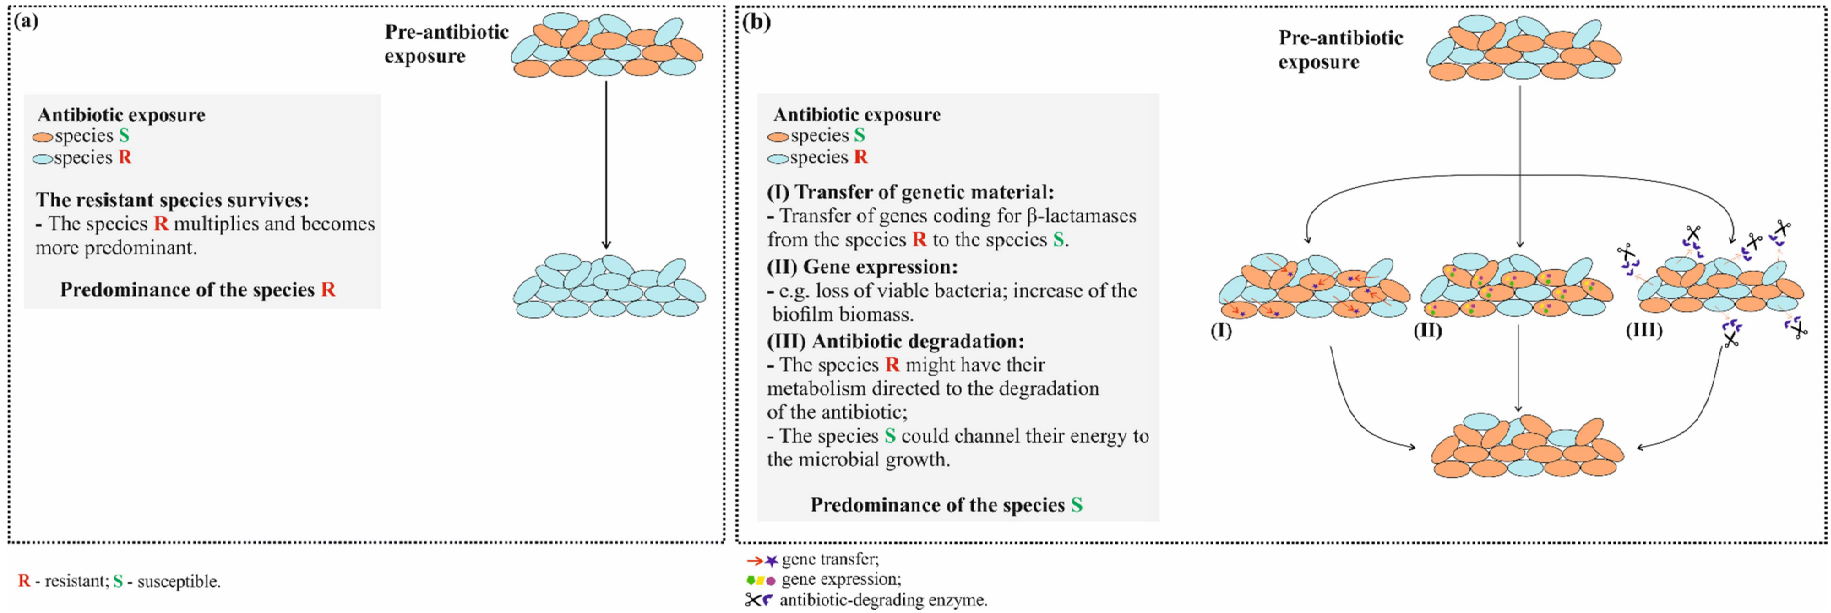 (a)
Pre-antibiotic
exposure
Antibiotic exposure
species S
species R
The resistant species survives:
- The species R multiplies and becomes
more predominant.
Predominance of the species R
(b)
Pre-antibiotic
exposure
Antibiotic exposure
species S
species R
(I) Transfer of genetic material:
- Transfer of genes coding for β-lactamases
from the species R to the species S.
(II) Gene expression:
- e.g. loss of viable bacteria; increase of the
biofilm biomass.
(III) Antibiotic degradation:
- The species R might have their
metabolism directed to the degradation
of the antibiotic;
- The species S could channel their energy to
the microbial growth.
Predominance of the species S
(I)
(II)
(III)
R - resistant; S - susceptible.
gene transfer;
gene expression;
antibiotic-degrading enzyme.